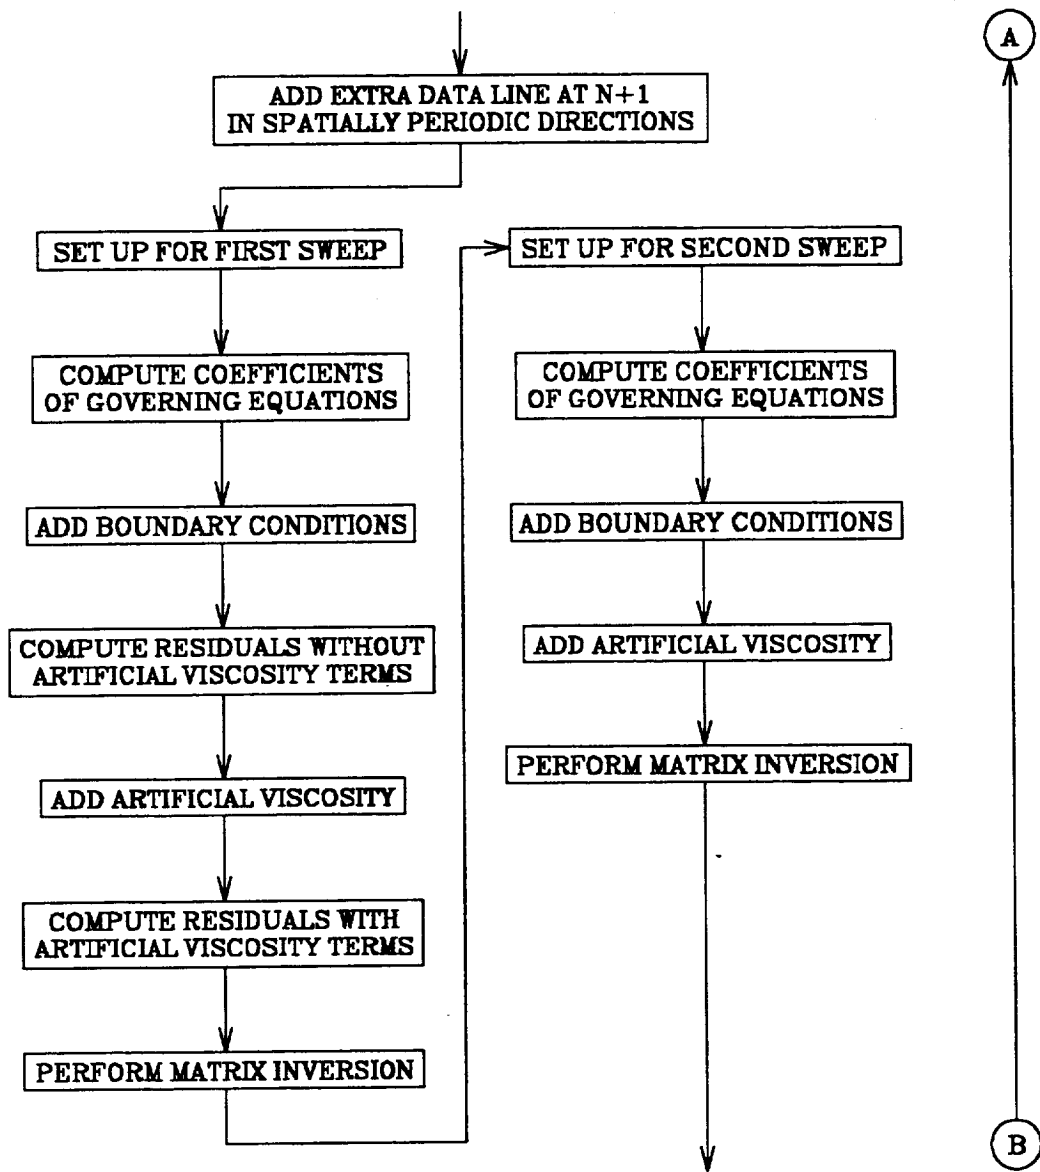 A
ADD EXTRA DATA LINE AT N+1
IN SPATIALLY PERIODIC DIRECTIONS
SET UP FOR FIRST SWEEP
COMPUTE COEFFICIENTS
OF GOVERNING EQUATIONS
ADD BOUNDARY CONDITIONS
COMPUTE RESIDUALS WITHOUT
ARTIFICIAL VISCOSITY TERMS
ADD ARTIFICIAL VISCOSITY
COMPUTE RESIDUALS WITH
ARTIFICIAL VISCOSITY TERMS
PERFORM MATRIX INVERSION
SET UP FOR SECOND SWEEP
COMPUTE COEFFICIENTS
OF GOVERNING EQUATIONS
ADD BOUNDARY CONDITIONS
ADD ARTIFICIAL VISCOSITY
PERFORM MATRIX INVERSION
B